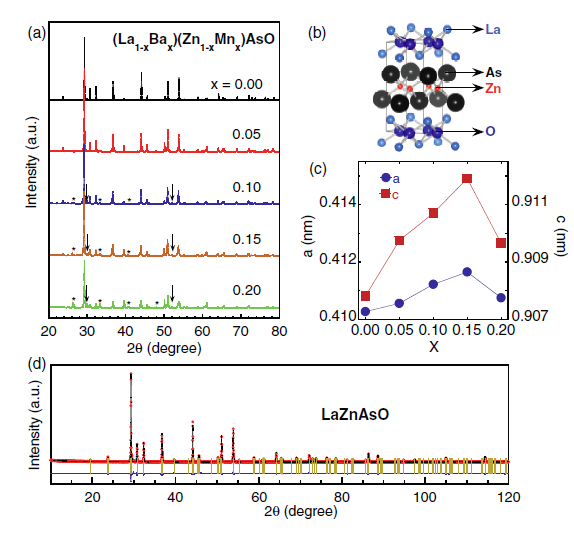 (a)
(La1-xBax)(Zn1-xMnx)AsO
x = 0.00
0.05
0.10
0.15
0.20
* * *
* * *
* * * *
Intensity (a.u.)
20 30 40 50 60 70 80
2θ (degree)
(b)
La
As
Zn
O
(c)
a
c
0.414
0.412
0.410
a (nm)
0.911
0.909
0.907
c (nm)
0.00 0.05 0.10 0.15 0.20
X
(d)
LaZnAsO
Intensity (a.u.)
20 40 60 80 100 120
2θ (degree)